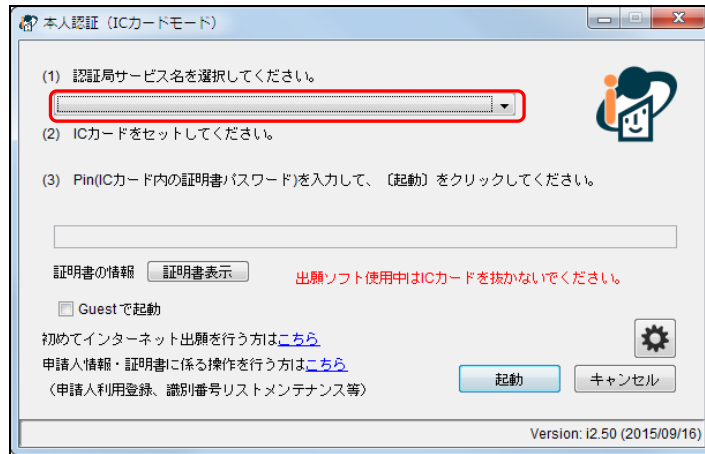 本人認証（ICカードモード）
(1) 認証局サービス名を選択してください。
(2) ICカードをセットしてください。
(3) Pin(ICカード内の証明書パスワード)を入力して、〔起動〕をクリックしてください。
証明書の情報 証明書表示 出願ソフト使用中はICカードを抜かないでください。
Guestで起動
初めてインターネット出願を行う方はこちら
申請人情報・証明書に係る操作を行う方はこちら
（申請人利用登録、識別番号リストメンテナンス等）
起動 キャンセル
Version: i2.50 (2015/09/16)